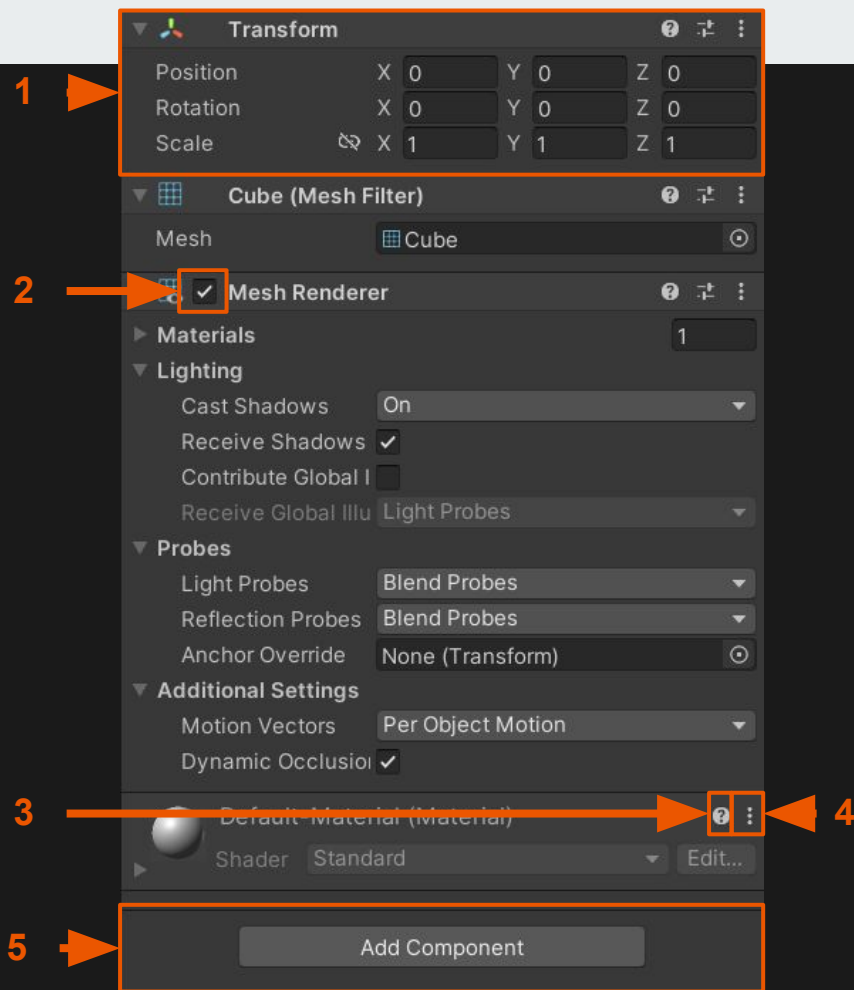 Transform
1
Position X 0 Y 0 Z 0
Rotation X 0 Y 0 Z 0
Scale X 1 Y 1 Z 1
Cube (Mesh Filter)
Mesh Cube
2
Mesh Renderer
Materials 1
Lighting
Cast Shadows On
Receive Shadows
Contribute Global I
Receive Global Illu Light Probes
Probes
Light Probes Blend Probes
Reflection Probes Blend Probes
Anchor Override None (Transform)
Additional Settings
Motion Vectors Per Object Motion
Dynamic Occlusio
3 Default-Material (Material) 4
Shader Standard Edit...
5 Add Component